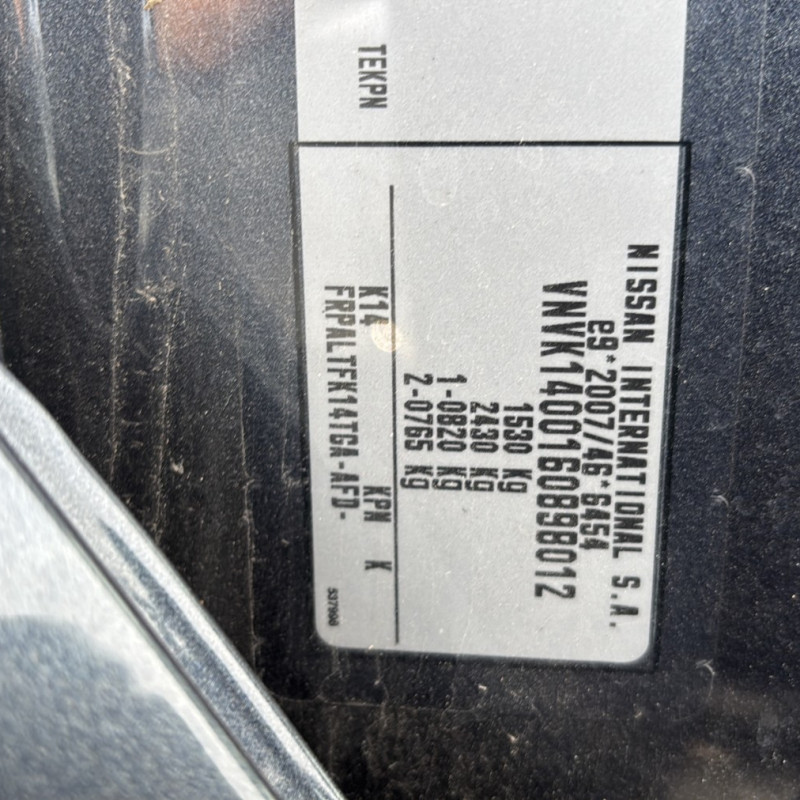 TEKPN
NISSAN INTERNATIONAL S.A.
e9*2007/46*6454
VNVK1400160898012
1530 Kg
2430 Kg
1-0820 Kg
2-0765 Kg
K14 KPN K
FRPALTFK14TGA-AFD-